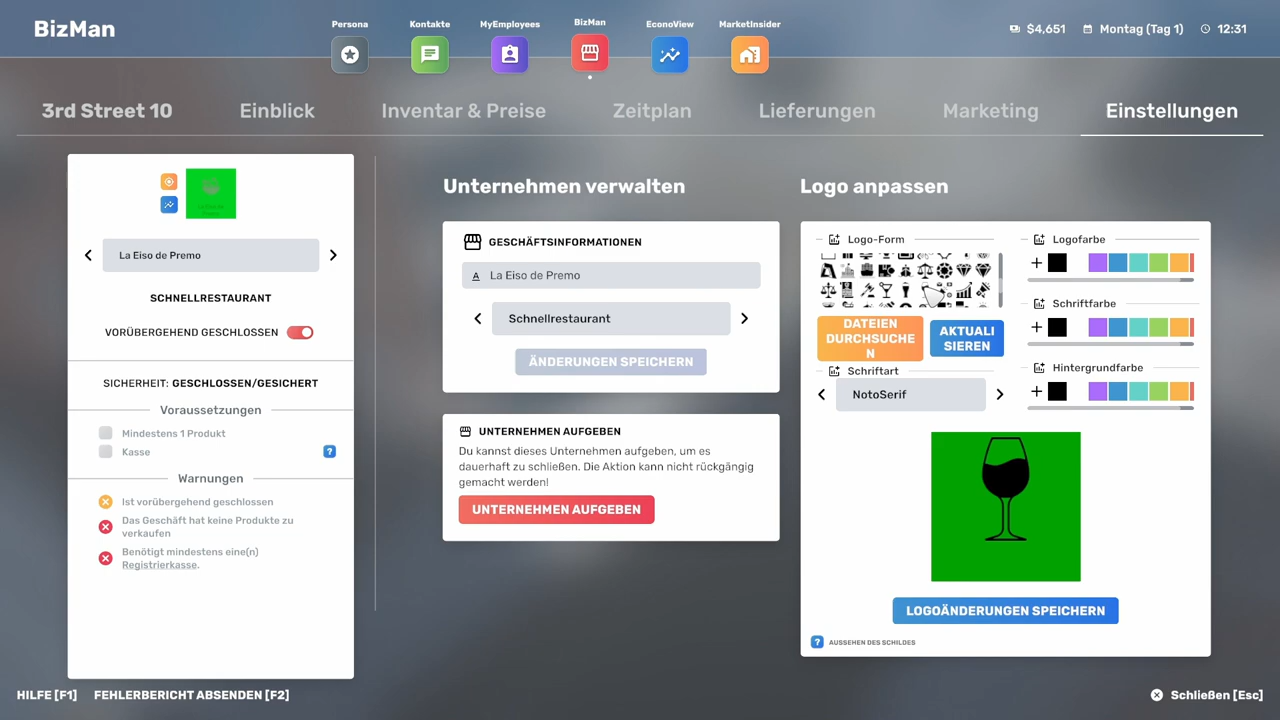 BizMan
Persona
Kontakte
MyEmployees
BizMan
EconoView
MarketInsider
$4,651
Montag (Tag 1)
12:31
3rd Street 10
Einblick
Inventar & Preise
Zeitplan
Lieferungen
Marketing
Einstellungen
La Eiso de Premo
SCHNELLRESTAURANT
VORÜBERGEHEND GESCHLOSSEN
SICHERHEIT: GESCHLOSSEN/GESICHERT
Voraussetzungen
Mindestens 1 Produkt
Kasse
?
Warnungen
Ist vorübergehend geschlossen
Das Geschäft hat keine Produkte zu
verkaufen
Benötigt mindestens eine(n)
Registrierkasse.
Unternehmen verwalten
GESCHÄFTSINFORMATIONEN
La Eiso de Premo
Schnellrestaurant
ÄNDERUNGEN SPEICHERN
UNTERNEHMEN AUFGEBEN
Du kannst dieses Unternehmen aufgeben, um es
dauerhaft zu schließen. Die Aktion kann nicht rückgängig
gemacht werden!
UNTERNEHMEN AUFGEBEN
Logo anpassen
Logo-Form
DATEIEN
DURCHSUCHE
N
AKTUALI
SIEREN
Schriftart
NotoSerif
Logofarbe
Schriftfarbe
Hintergrundfarbe
LOGOÄNDERUNGEN SPEICHERN
? AUSSEHEN DES SCHILDES
HILFE [F1]
FEHLERBERICHT ABSENDEN [F2]
Schließen [Esc]